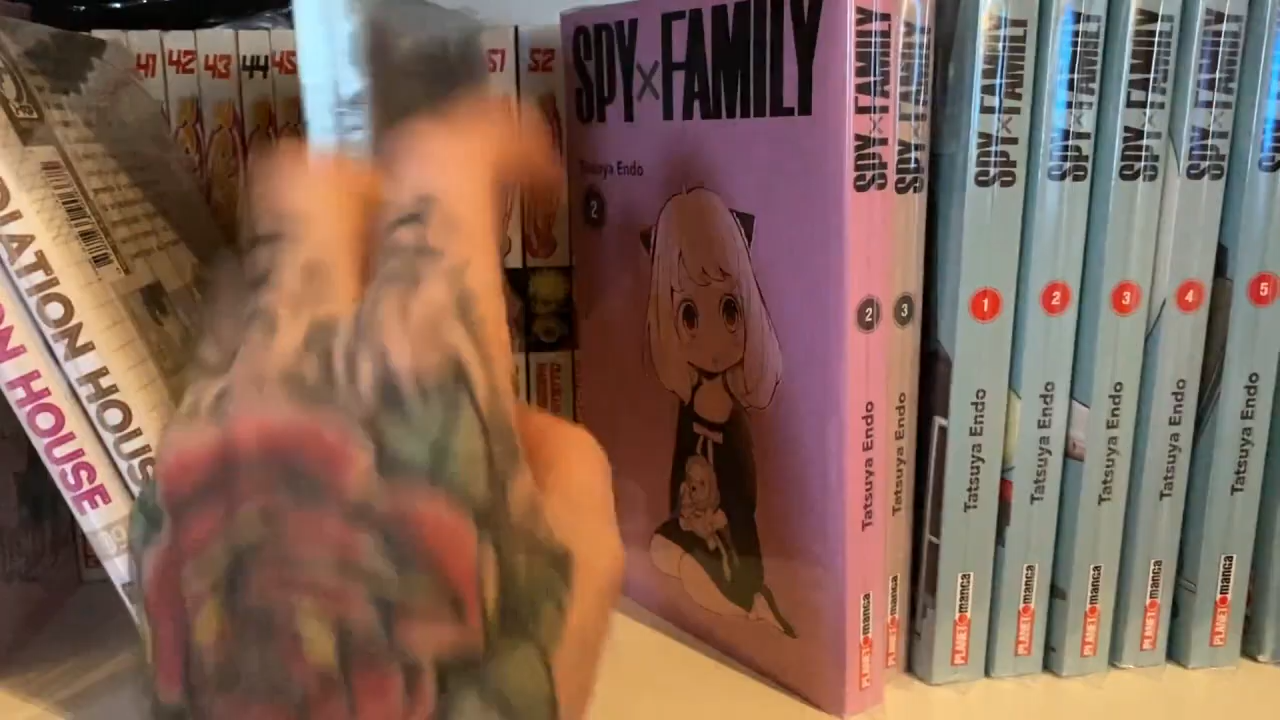 DIATION HOUSE
ON HOUSE
41
42
43
44
45
51
52
SPY×FAMILY
Tatsuya Endo
2
SPY×FAMILY
2
Tatsuya Endo
PLANET manga
SPY×FAMILY
3
Tatsuya Endo
PLANET manga
SPY×FAMILY
1
Tatsuya Endo
PLANET manga
SPY×FAMILY
2
Tatsuya Endo
PLANET manga
SPY×FAMILY
3
Tatsuya Endo
PLANET manga
SPY×FAMILY
4
Tatsuya Endo
PLANET manga
SPY×FAMILY
5
Tatsuya Endo
PLANET manga